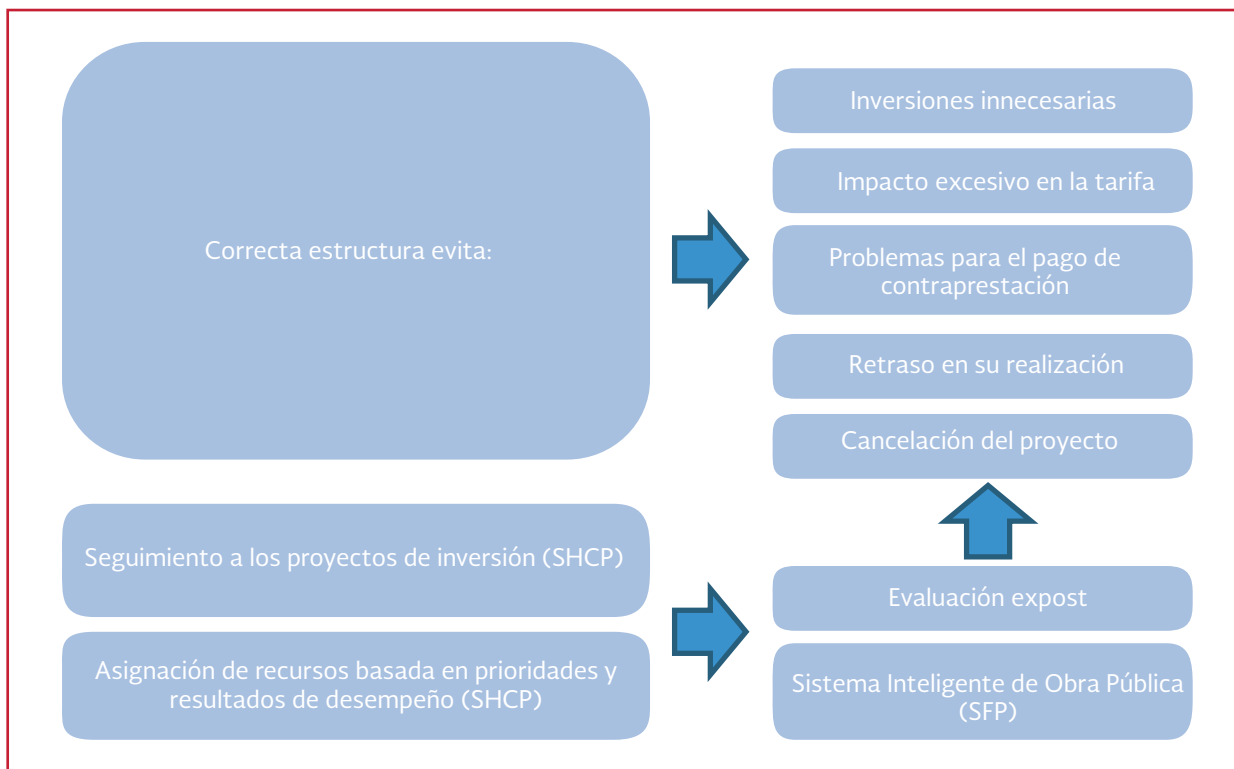 Correcta estructura evita:
Inversiones innecesarias
Impacto excesivo en la tarifa
Problemas para el pago de
contraprestación
Retraso en su realización
Cancelación del proyecto
Seguimiento a los proyectos de inversión (SHCP)
Asignación de recursos basada en prioridades y
resultados de desempeño (SHCP)
Evaluación expost
Sistema Inteligente de Obra Pública
(SFP)